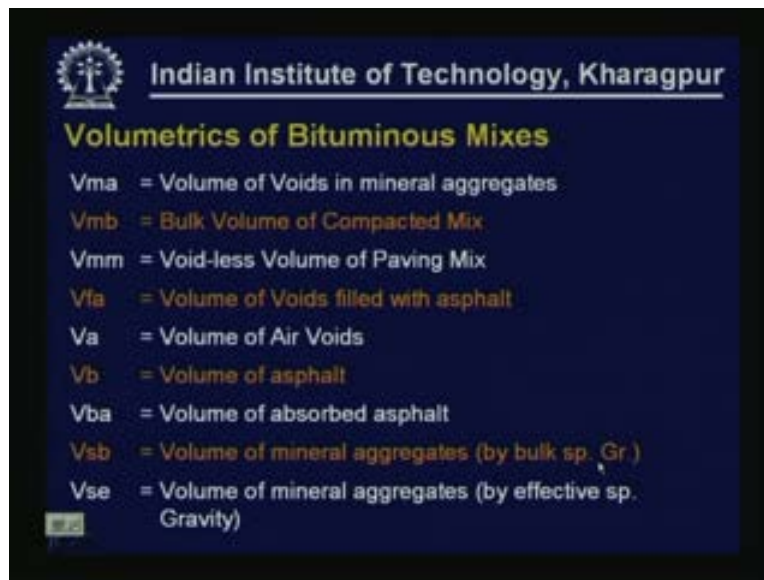 Indian Institute of Technology, Kharagpur
Volumetrics of Bituminous Mixes
Vma = Volume of Voids in mineral aggregates
Vmb = Bulk Volume of Compacted Mix
Vmm = Void-less Volume of Paving Mix
Vfa = Volume of Voids filled with asphalt
Va = Volume of Air Voids
Vb = Volume of asphalt
Vba = Volume of absorbed asphalt
Vsb = Volume of mineral aggregates (by bulk sp. Gr.)
Vse = Volume of mineral aggregates (by effective sp.
Gravity)